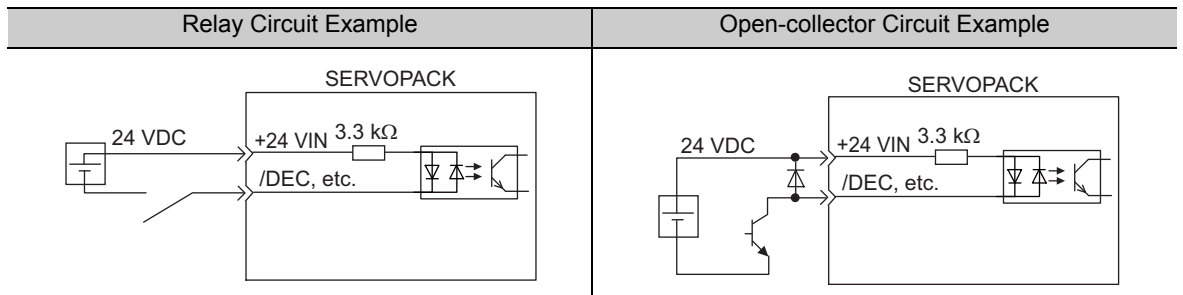 Relay Circuit Example
Open-collector Circuit Example
SERVOPACK
24 VDC
+24 VIN
3.3 kΩ
/DEC, etc.
SERVOPACK
24 VDC
+24 VIN
3.3 kΩ
/DEC, etc.